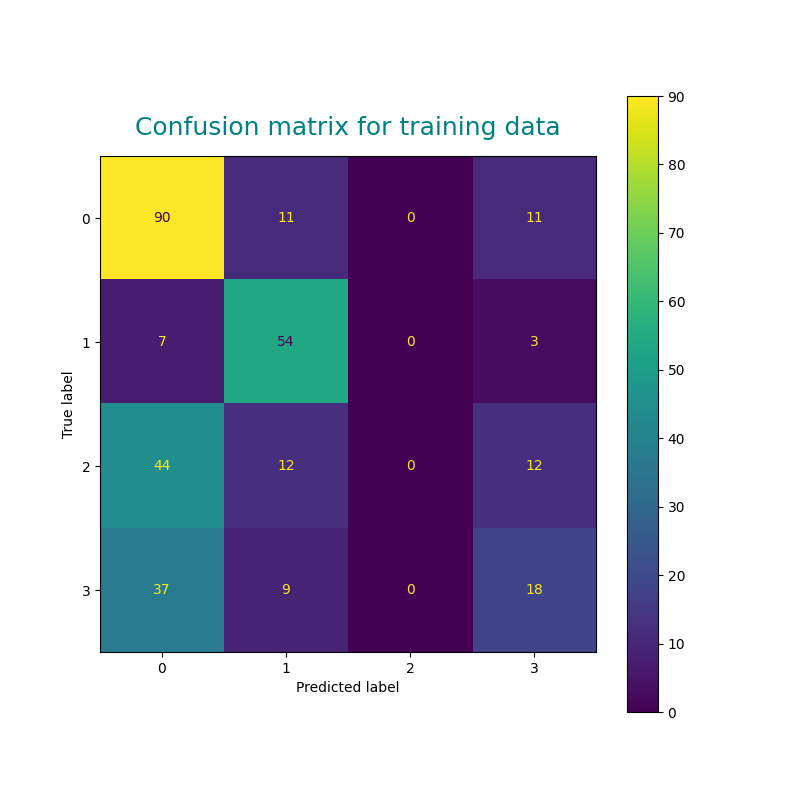 Confusion matrix for training data
90
80
70
60
50
40
30
20
10
0
0 90 11 0 11
1 7 54 0 3
2 44 12 0 12
3 37 9 0 18
0 1 2 3
True label
Predicted label